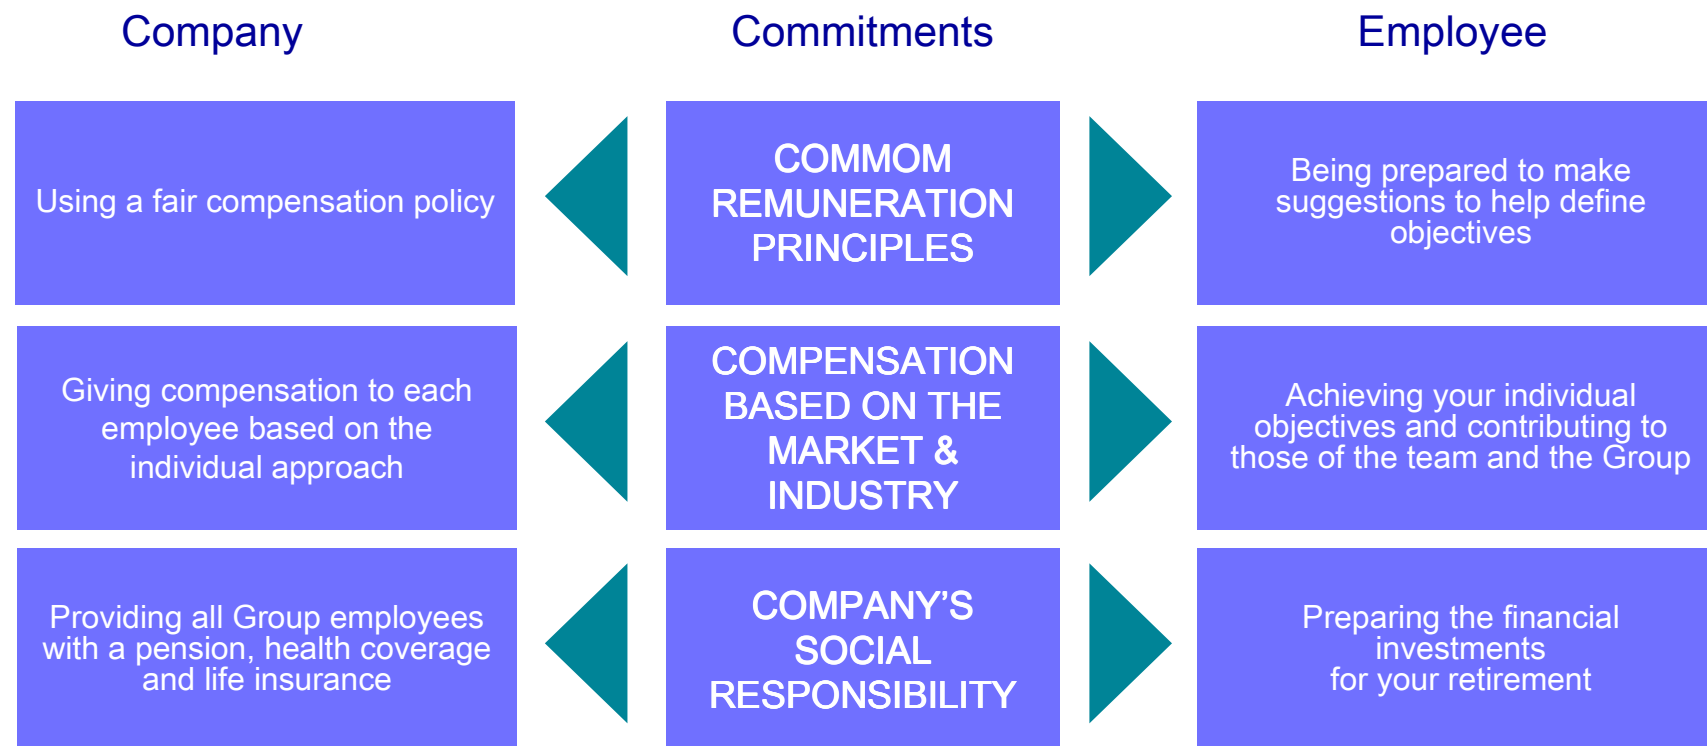 Company
Commitments
Employee
Using a fair compensation policy
COMMOM
REMUNERATION
PRINCIPLES
Being prepared to make
suggestions to help define
objectives
Giving compensation to each
employee based on the
individual approach
COMPENSATION
BASED ON THE
MARKET &
INDUSTRY
Achieving your individual
objectives and contributing to
those of the team and the Group
Providing all Group employees
with a pension, health coverage
and life insurance
COMPANY’S
SOCIAL
RESPONSIBILITY
Preparing the financial
investments
for your retirement